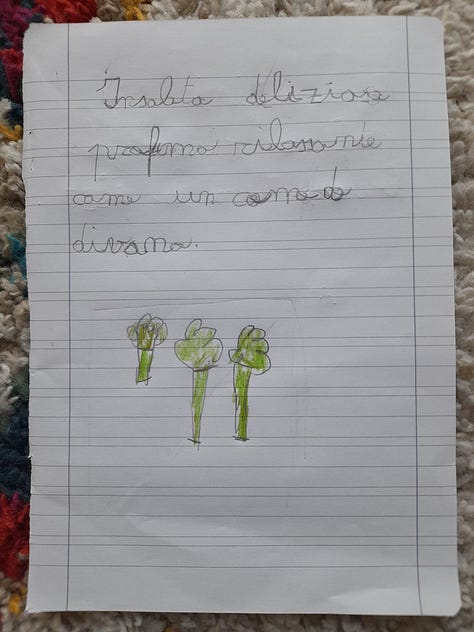 Insalata deliziosa
profumo rilassante
come un comodo
divano.